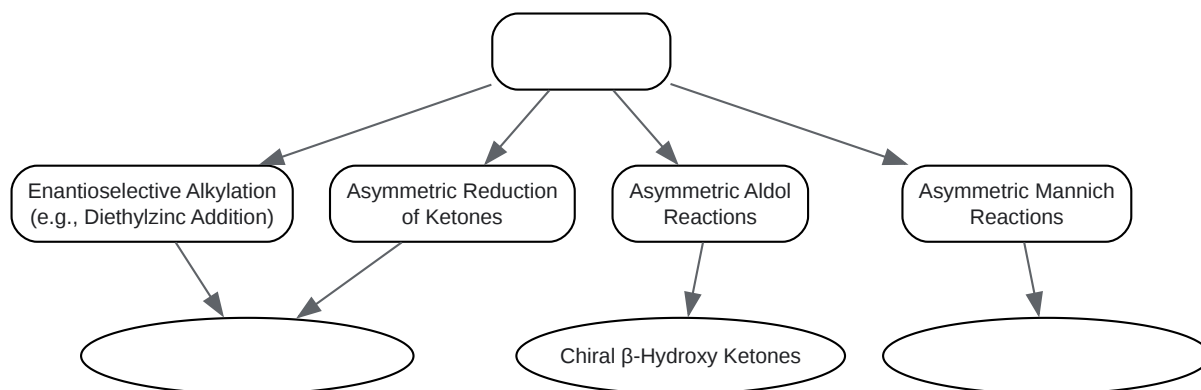 Enantioselective Alkylation
(e.g., Diethylzinc Addition)
Asymmetric Reduction
of Ketones
Asymmetric Aldol
Reactions
Asymmetric Mannich
Reactions
Chiral β-Hydroxy Ketones